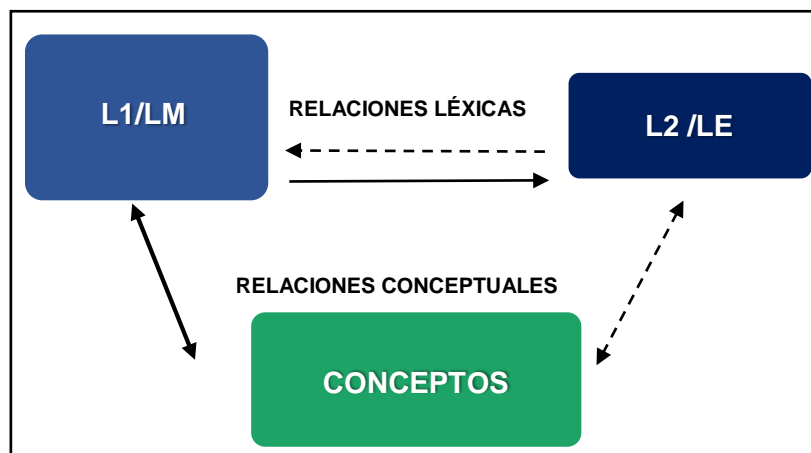 L1/LM
RELACIONES LÉXICAS
L2 /LE
RELACIONES CONCEPTUALES
CONCEPTOS